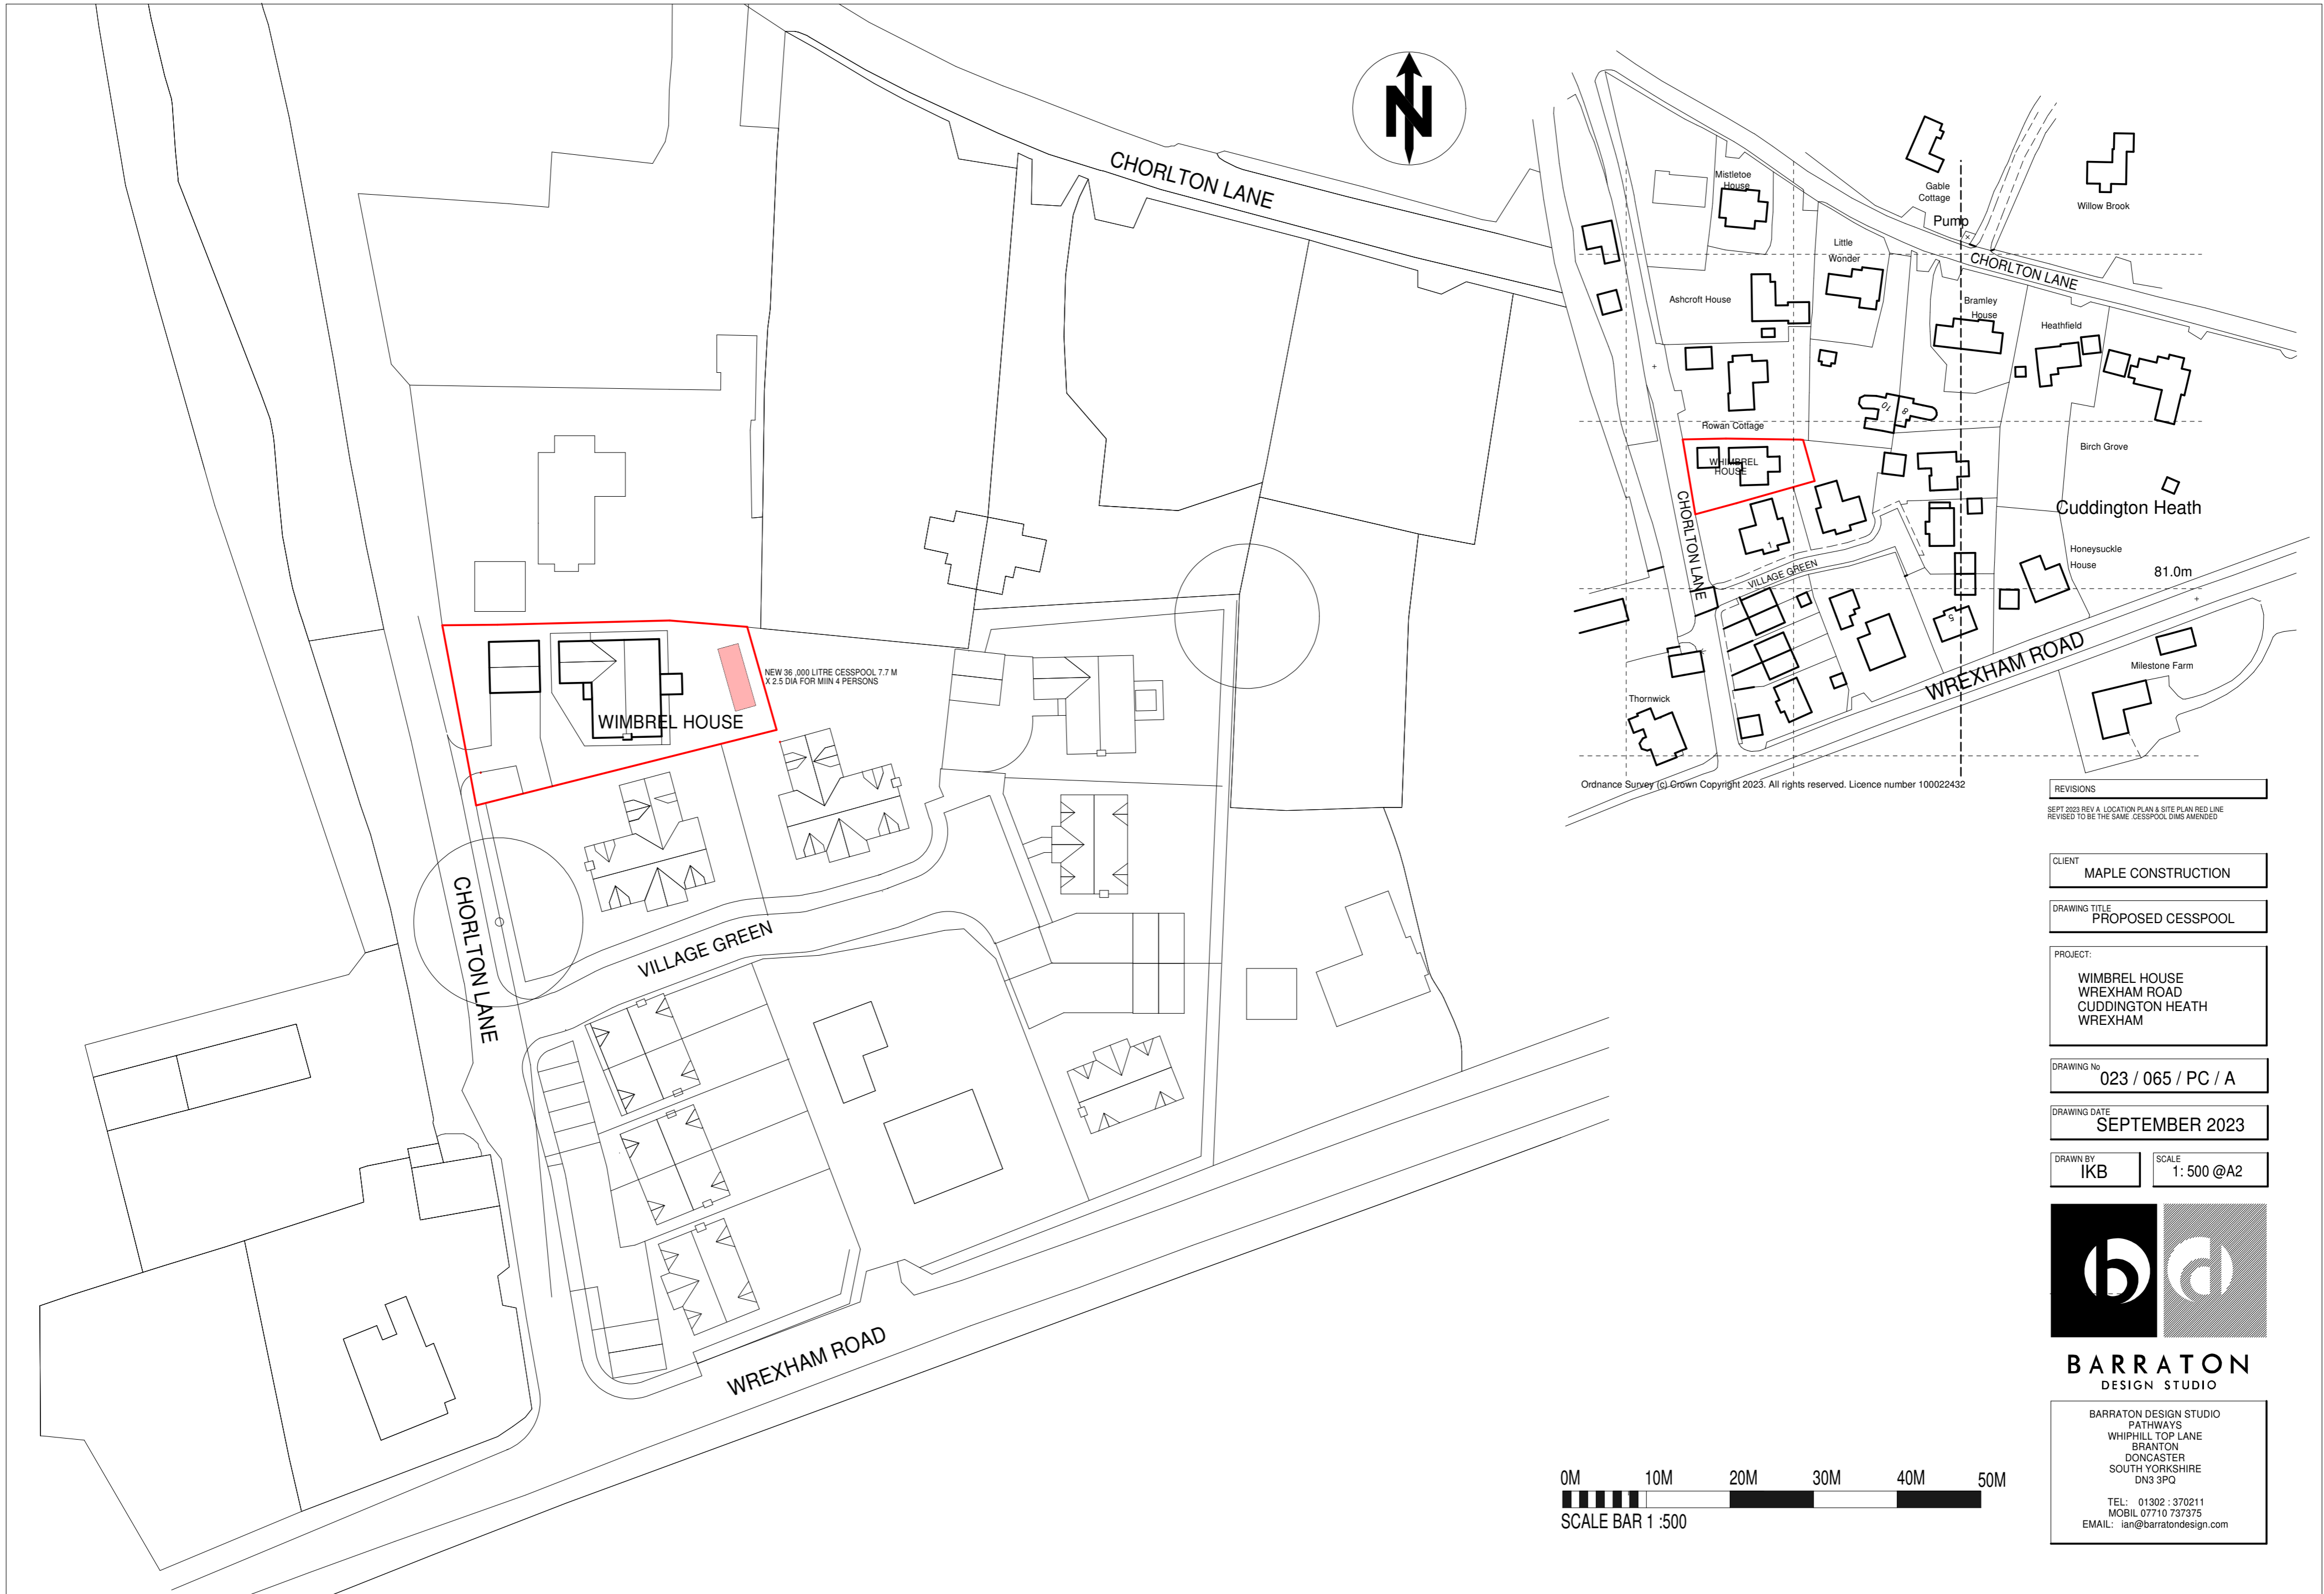 CHORLTON LANE
N
NEW 36 ,000 LITRE CESSPOOL 7.7 M
X 2.5 DIA FOR MIIN 4 PERSONS
WIMBREL HOUSE
CHORLTON LANE
VILLAGE GREEN
WREXHAM ROAD
Mistletoe
House
Gable
Cottage
Willow Brook
Pump
Little
Wonder
CHORLTON LANE
Ashcroft House
Bramley
House
Heathfield
10
8
Rowan Cottage
Birch Grove
WHIMBREL
HOUSE
Cuddington Heath
CHORLTON LANE
1
Honeysuckle
House
81.0m
VILLAGE GREEN
5
WREXHAM ROAD
Milestone Farm
Thornwick
Ordnance Survey (c) Crown Copyright 2023. All rights reserved. Licence number 100022432
REVISIONS
SEPT 2023 REV A LOCATION PLAN & SITE PLAN RED LINE
REVISED TO BE THE SAME .CESSPOOL DIMS AMENDED
CLIENT
MAPLE CONSTRUCTION
DRAWING TITLE
PROPOSED CESSPOOL
PROJECT:
WIMBREL HOUSE
WREXHAM ROAD
CUDDINGTON HEATH
WREXHAM
DRAWING No
023 / 065 / PC / A
DRAWING DATE
SEPTEMBER 2023
DRAWN BY
IKB
SCALE
1: 500 @A2
bd
BARRATON
DESIGN STUDIO
BARRATON DESIGN STUDIO
PATHWAYS
WHIPHILL TOP LANE
BRANTON
DONCASTER
SOUTH YORKSHIRE
DN3 3PQ
TEL: 01302 : 370211
MOBIL 07710 737375
EMAIL: ian@barratondesign.com
0M 10M 20M 30M 40M 50M
SCALE BAR 1 :500